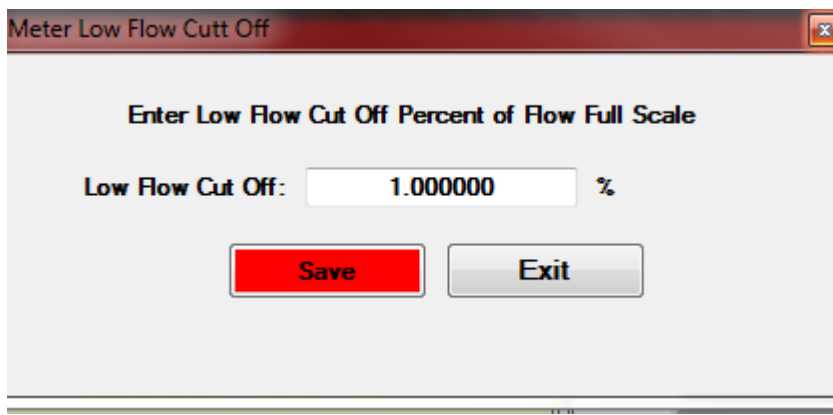 Meter Low Flow Cutt Off
Enter Low Flow Cut Off Percent of Flow Full Scale
Low Flow Cut Off: 1.000000 %
Save Exit